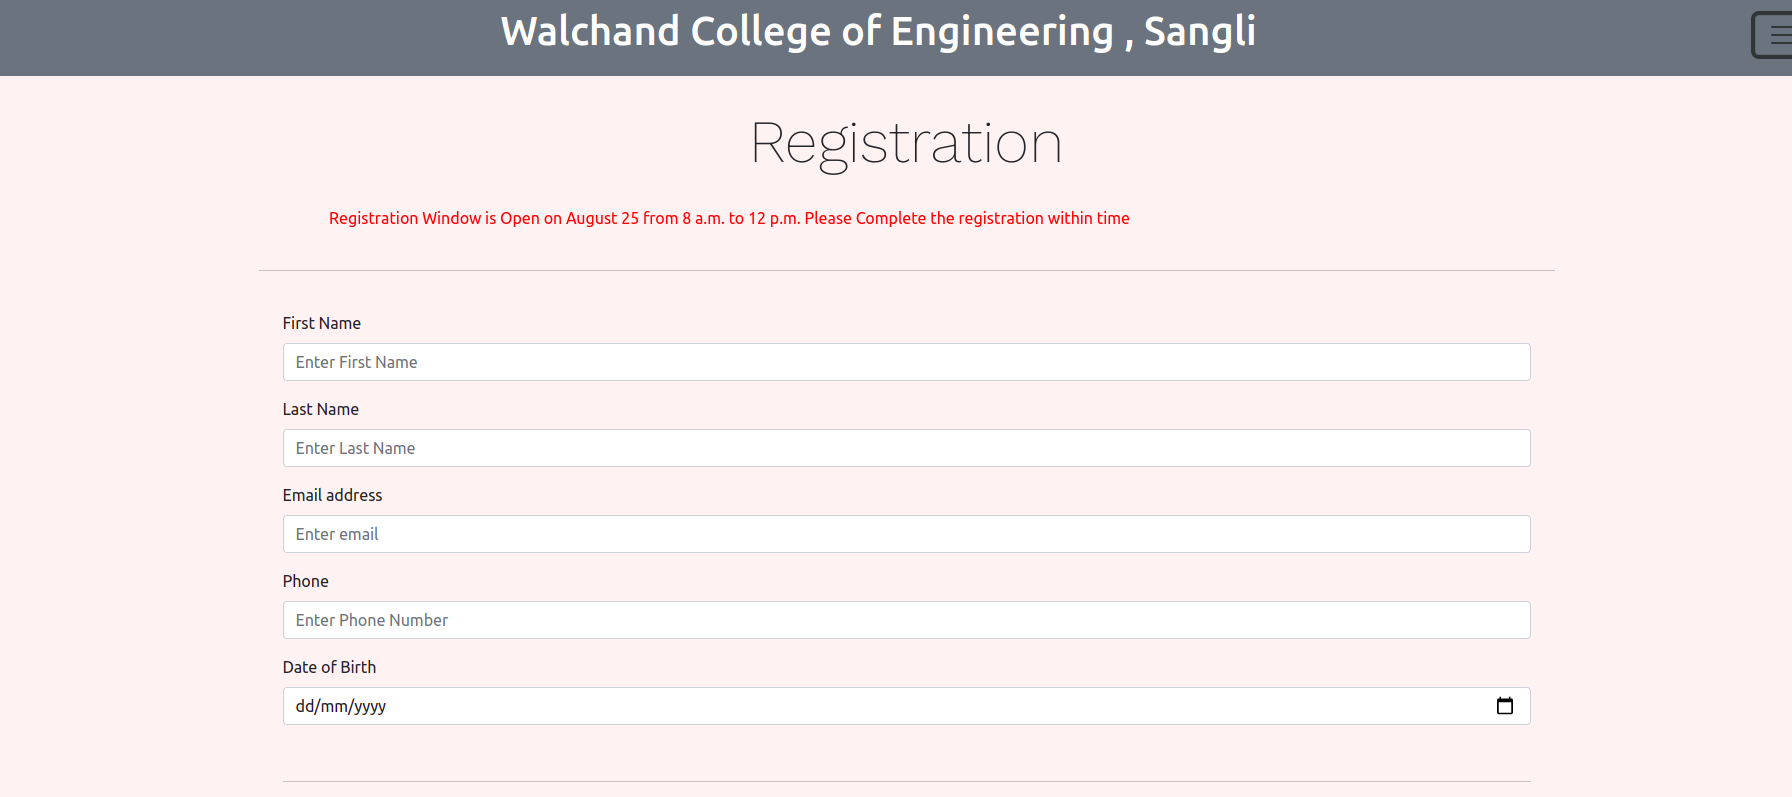 Walchand College of Engineering , Sangli
Registration
Registration Window is Open on August 25 from 8 a.m. to 12 p.m. Please Complete the registration within time
First Name
Enter First Name
Last Name
Enter Last Name
Email address
Enter email
Phone
Enter Phone Number
Date of Birth
dd/mm/yyyy